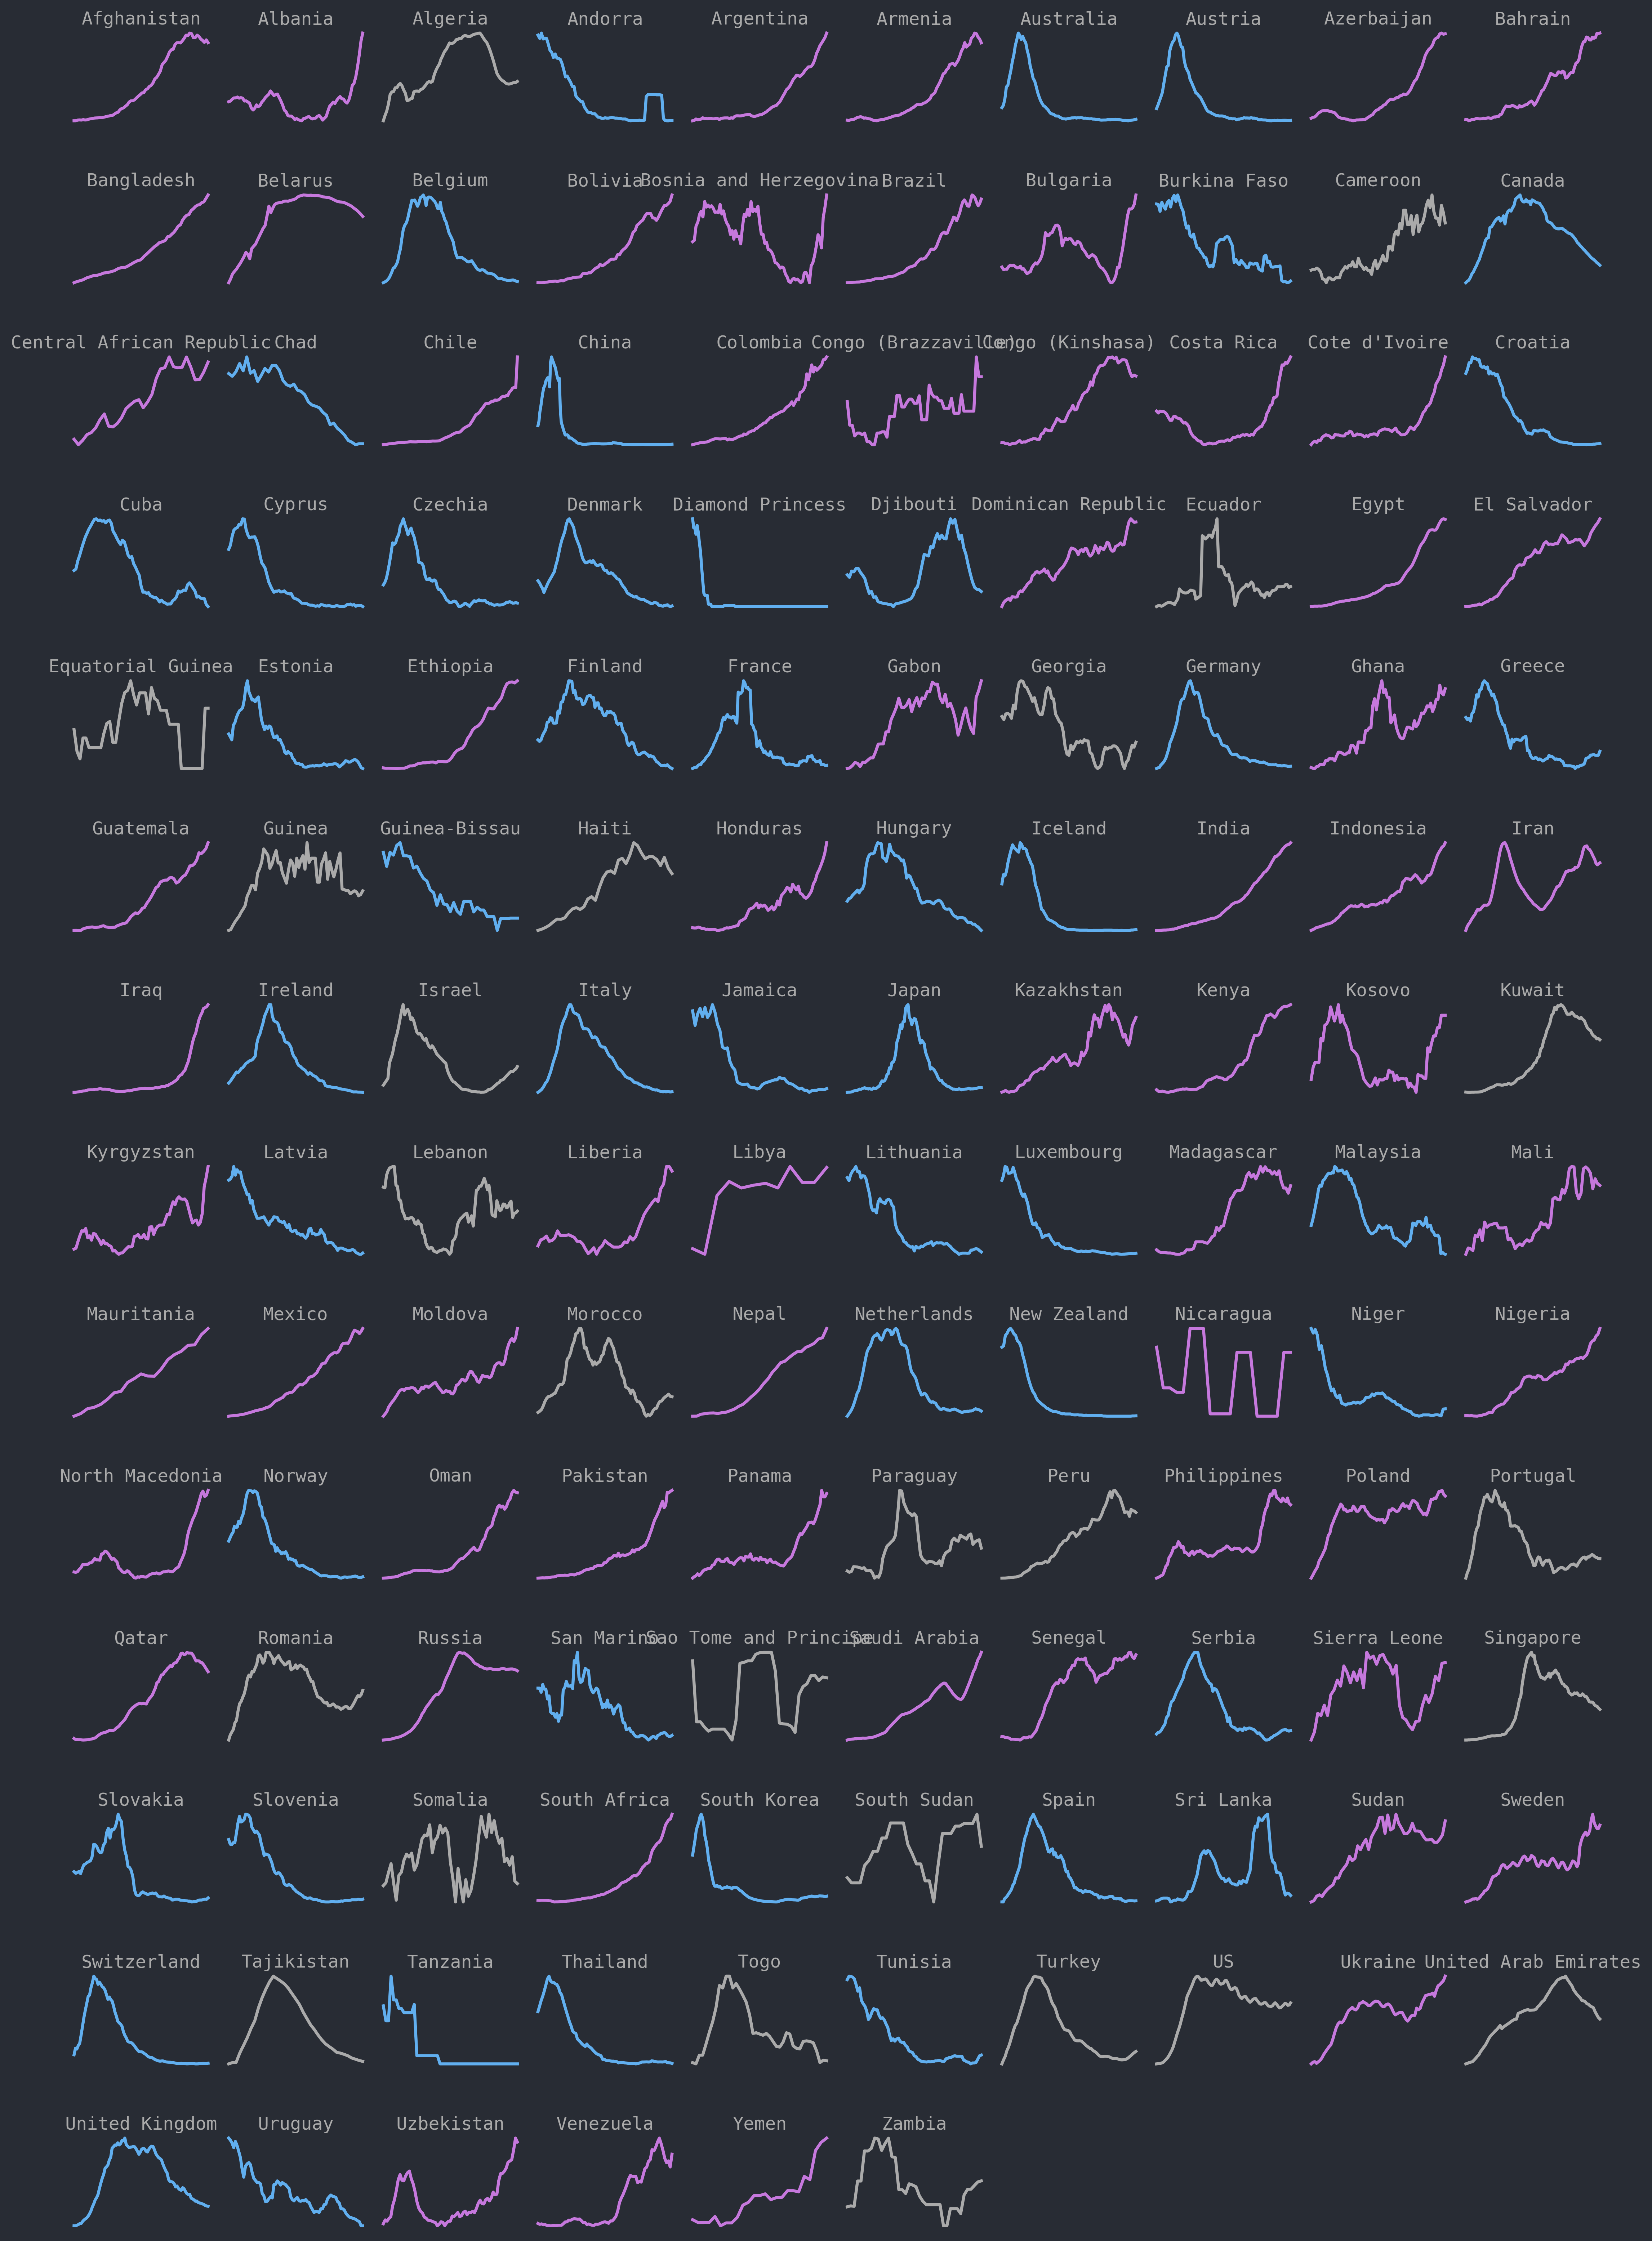 Afghanistan Albania Algeria Andorra Argentina Armenia Australia Austria Azerbaijan Bahrain
Bangladesh Belarus Belgium Bolivia Bosnia and Herzegovina Brazil Bulgaria Burkina Faso Cameroon Canada
Central African Republic Chad Chile China Colombia Congo (Brazzaville) Congo (Kinshasa) Costa Rica Cote d'Ivoire Croatia
Cuba Cyprus Czechia Denmark Diamond Princess Djibouti Dominican Republic Ecuador Egypt El Salvador
Equatorial Guinea Estonia Ethiopia Finland France Gabon Georgia Germany Ghana Greece
Guatemala Guinea Guinea-Bissau Haiti Honduras Hungary Iceland India Indonesia Iran
Iraq Ireland Israel Italy Jamaica Japan Kazakhstan Kenya Kosovo Kuwait
Kyrgyzstan Latvia Lebanon Liberia Libya Lithuania Luxembourg Madagascar Malaysia Mali
Mauritania Mexico Moldova Morocco Nepal Netherlands New Zealand Nicaragua Niger Nigeria
North Macedonia Norway Oman Pakistan Panama Paraguay Peru Philippines Poland Portugal
Qatar Romania Russia San Marino Sao Tome and Principe Saudi Arabia Senegal Serbia Sierra Leone Singapore
Slovakia Slovenia Somalia South Africa South Korea South Sudan Spain Sri Lanka Sudan Sweden
Switzerland Tajikistan Tanzania Thailand Togo Tunisia Turkey US Ukraine United Arab Emirates
United Kingdom Uruguay Uzbekistan Venezuela Yemen Zambia